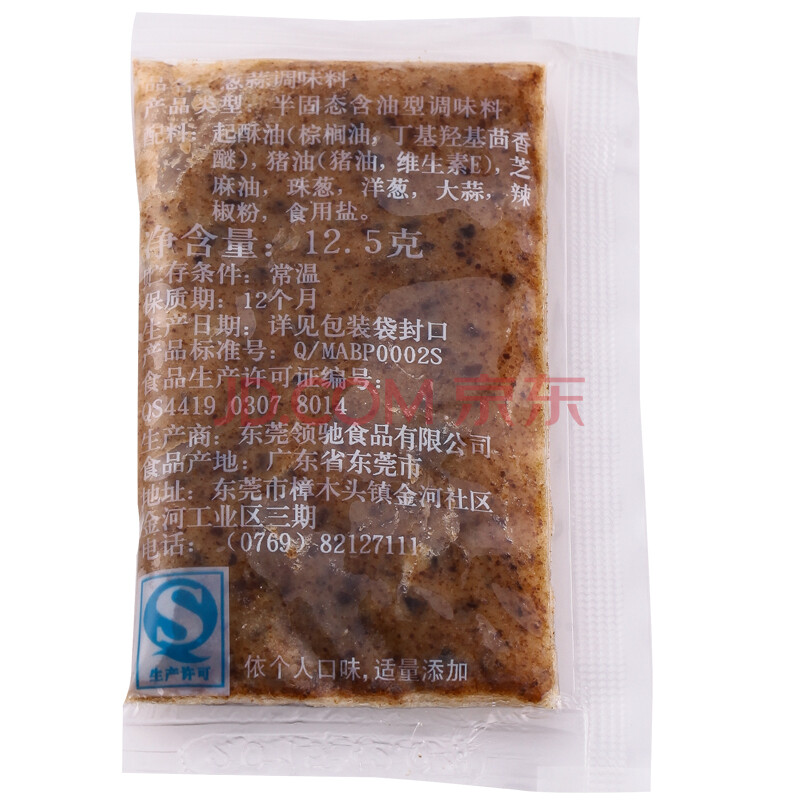 品名：葱蒜调味料
产品类型：半固态含油型调味料
配料：起酥油(棕榈油，丁基羟基茴香
醚)，猪油(猪油，维生素E)，芝
麻油，珠葱，洋葱，大蒜，辣
椒粉，食用盐。
净含量：12.5克
贮存条件：常温
保质期：12个月
生产日期：详见包装袋封口
产品标准号：Q/MABP0002S
食品生产许可证编号：
QS4419 0307 8014
JD.COM 京东
生产商：东莞领驰食品有限公司
食品产地：广东省东莞市
地址：东莞市樟木头镇金河社区
金河工业区三期
电话：（0769）82127111
S
生产许可
依个人口味,适量添加